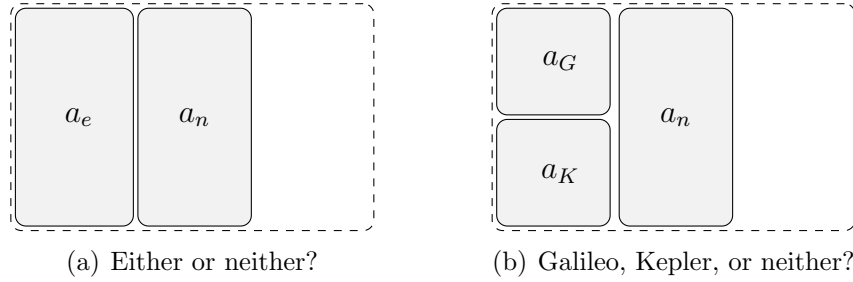 a_e
a_n
(a) Either or neither?
a_G
a_K
a_n
(b) Galileo, Kepler, or neither?